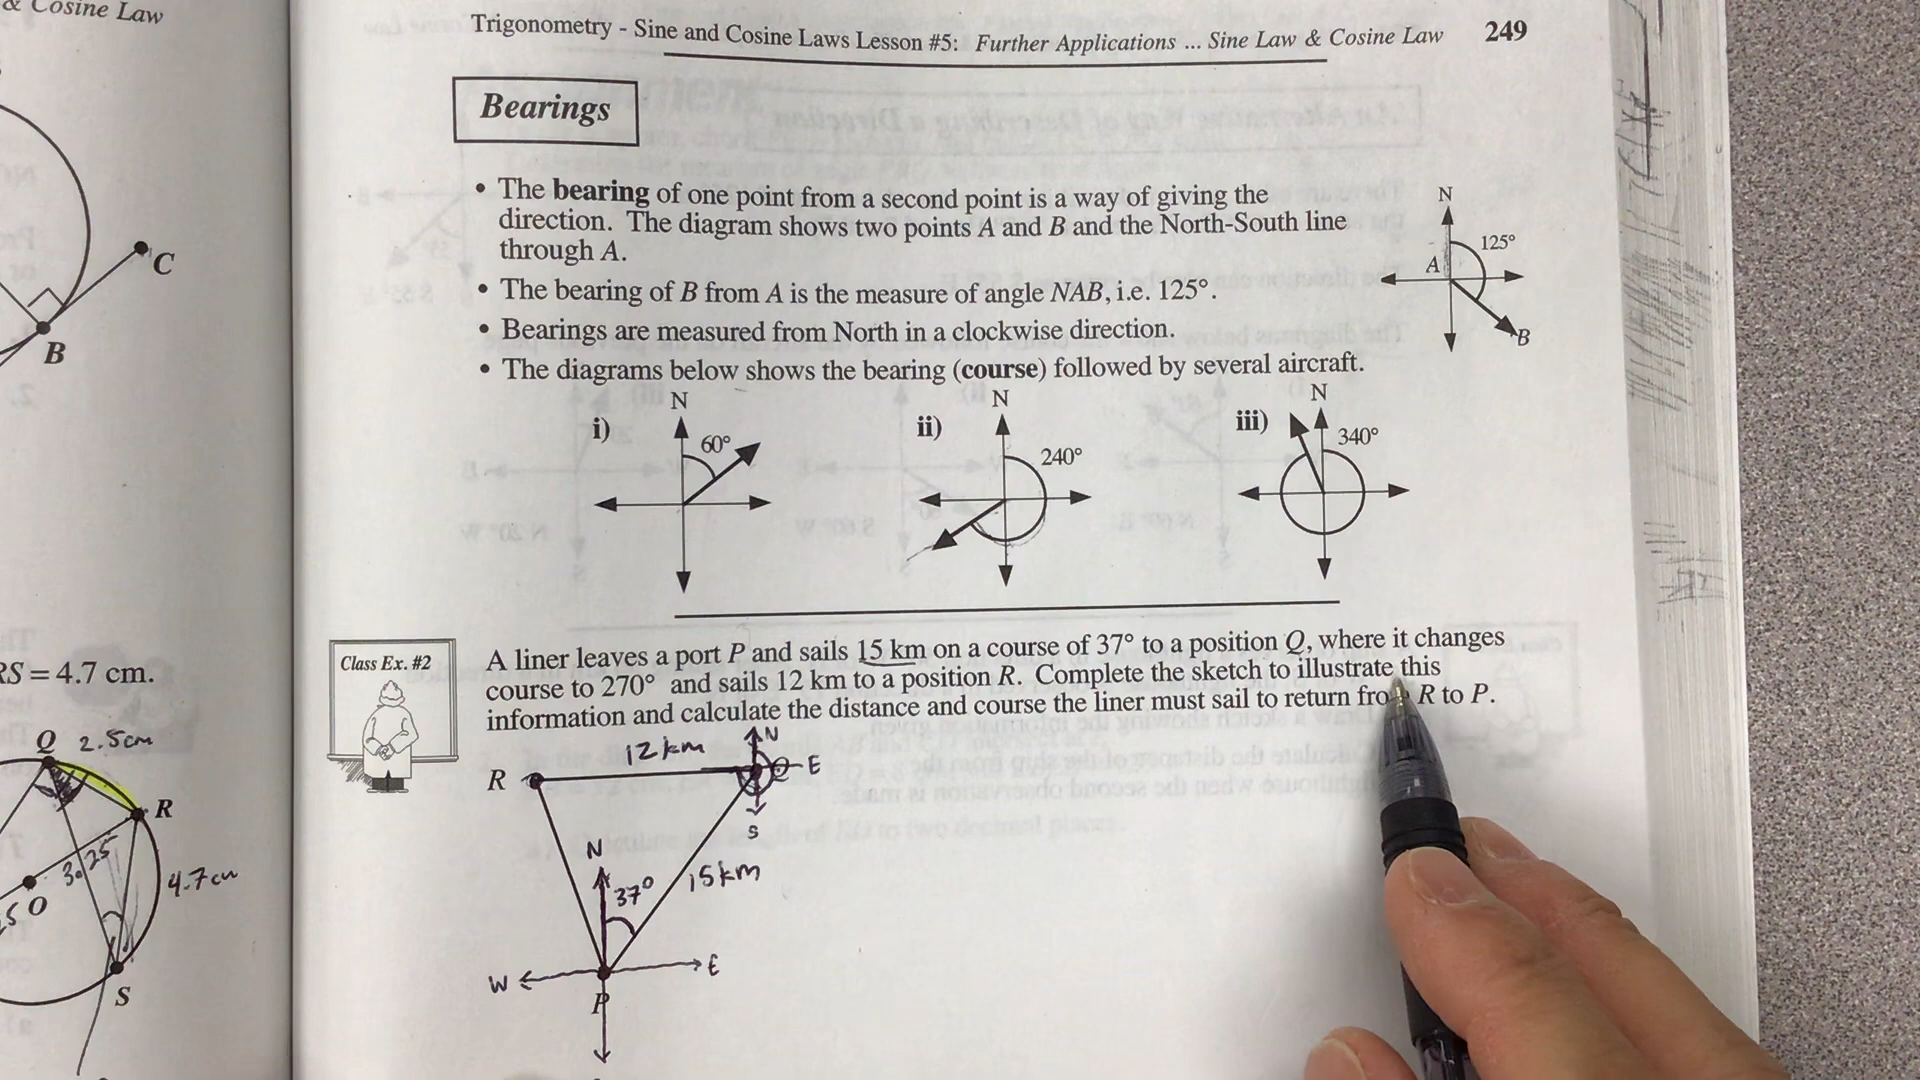 & Cosine Law
C
B
RS = 4.7 cm.
Q 2.5cm
R
3.25
4.7cm
O
S
Trigonometry - Sine and Cosine Laws Lesson #5: Further Applications ... Sine Law & Cosine Law 249
Bearings
• The bearing of one point from a second point is a way of giving the
direction. The diagram shows two points A and B and the North-South line
through A.
• The bearing of B from A is the measure of angle NAB, i.e. 125°.
• Bearings are measured from North in a clockwise direction.
• The diagrams below shows the bearing (course) followed by several aircraft.
N
125°
A
B
i) N 60°
ii) N 240°
iii) N 340°
Class Ex. #2
A liner leaves a port P and sails 15 km on a course of 37° to a position Q, where it changes
course to 270° and sails 12 km to a position R. Complete the sketch to illustrate this
information and calculate the distance and course the liner must sail to return R to P.
12 km N
R Q E
S
N
37° 15km
W E
P